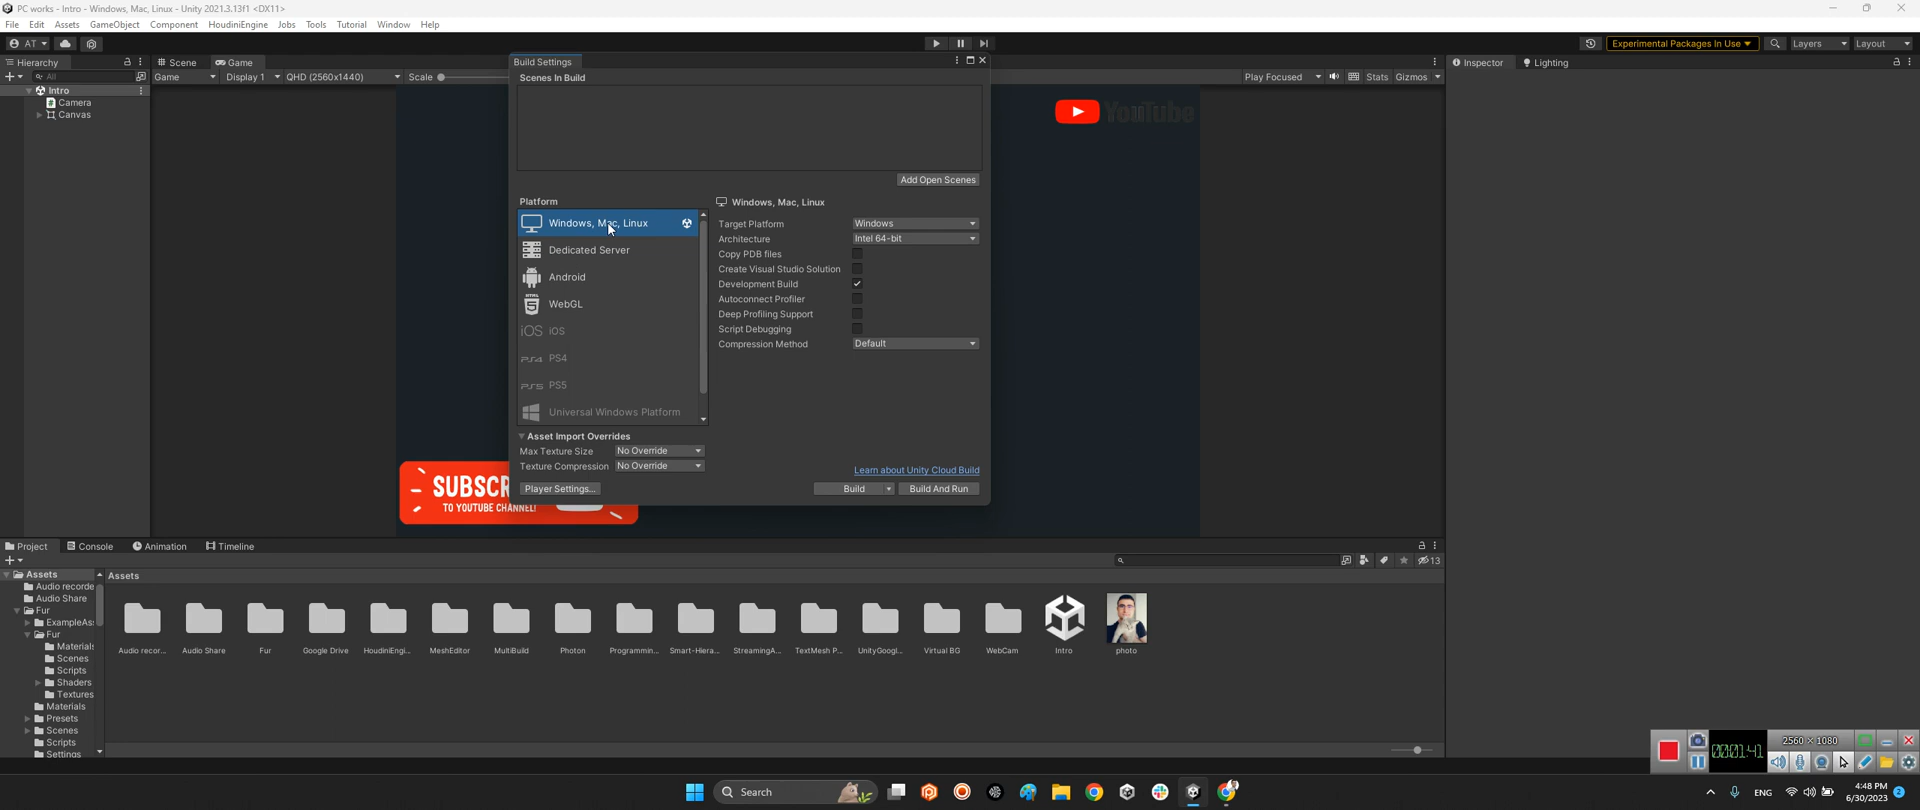 PC works - Intro - Windows, Mac, Linux - Unity 2021.3.13f1 <DX11>
File Edit Assets GameObject Component HoudiniEngine Jobs Tools Tutorial Window Help
AT Experimental Packages In Use Layers Layout
Hierarchy Scene Game Build Settings Inspector Lighting
All Game Display 1 QHD (2560x1440) Scale Scenes In Build Play Focused Stats Gizmos
Intro
Camera
Canvas
YouTube
Add Open Scenes
Platform Windows, Mac, Linux
Windows, Mac, Linux Target Platform Windows
Architecture Intel 64-bit
Dedicated Server Copy PDB files
Create Visual Studio Solution
Android Development Build
WebGL Autoconnect Profiler
Deep Profiling Support
iOS iOS Script Debugging
Compression Method Default
PS4 PS4
PS5 PS5
Universal Windows Platform
Asset Import Overrides
Max Texture Size No Override
Texture Compression No Override Learn about Unity Cloud Build
Player Settings... Build Build And Run
SUBSCR
TO YOUTUBE CHANNEL!
Project Console Animation Timeline
13
Assets Assets
Audio recorde
Audio Share
Fur
ExampleAs
Fur
Materials
Scenes
Scripts
Shaders
Textures
Materials
Presets
Scenes
Scripts
Settings
Audio recor... Audio Share Fur Google Drive HoudiniEngi... MeshEditor MultiBuild Photon Programmin... Smart-Hiera... StreamingA... TextMesh P... UnityGoogl... Virtual BG WebCam Intro photo
2560 × 1080
0001:41
Search ENG 4:48 PM
6/30/2023 2